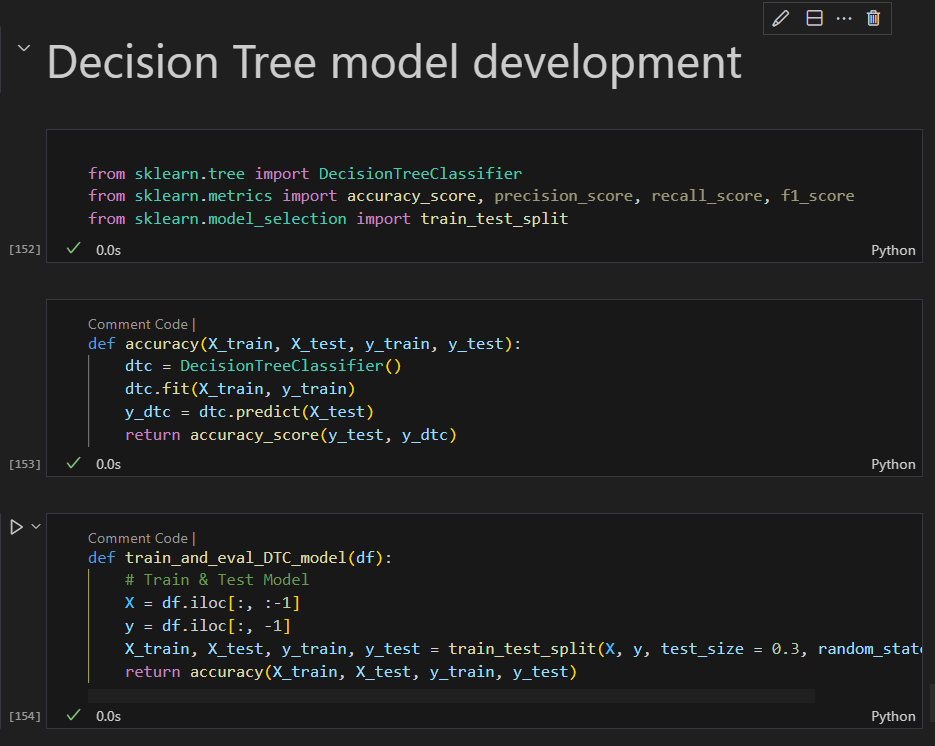 Decision Tree model development
from sklearn.tree import DecisionTreeClassifier
from sklearn.metrics import accuracy_score, precision_score, recall_score, f1_score
from sklearn.model_selection import train_test_split
[152] 0.0s Python
Comment Code |
def accuracy(X_train, X_test, y_train, y_test):
    dtc = DecisionTreeClassifier()
    dtc.fit(X_train, y_train)
    y_dtc = dtc.predict(X_test)
    return accuracy_score(y_test, y_dtc)
[153] 0.0s Python
Comment Code |
def train_and_eval_DTC_model(df):
    # Train & Test Model
    X = df.iloc[:, :-1]
    y = df.iloc[:, -1]
    X_train, X_test, y_train, y_test = train_test_split(X, y, test_size = 0.3, random_stat
    return accuracy(X_train, X_test, y_train, y_test)
[154] 0.0s Python